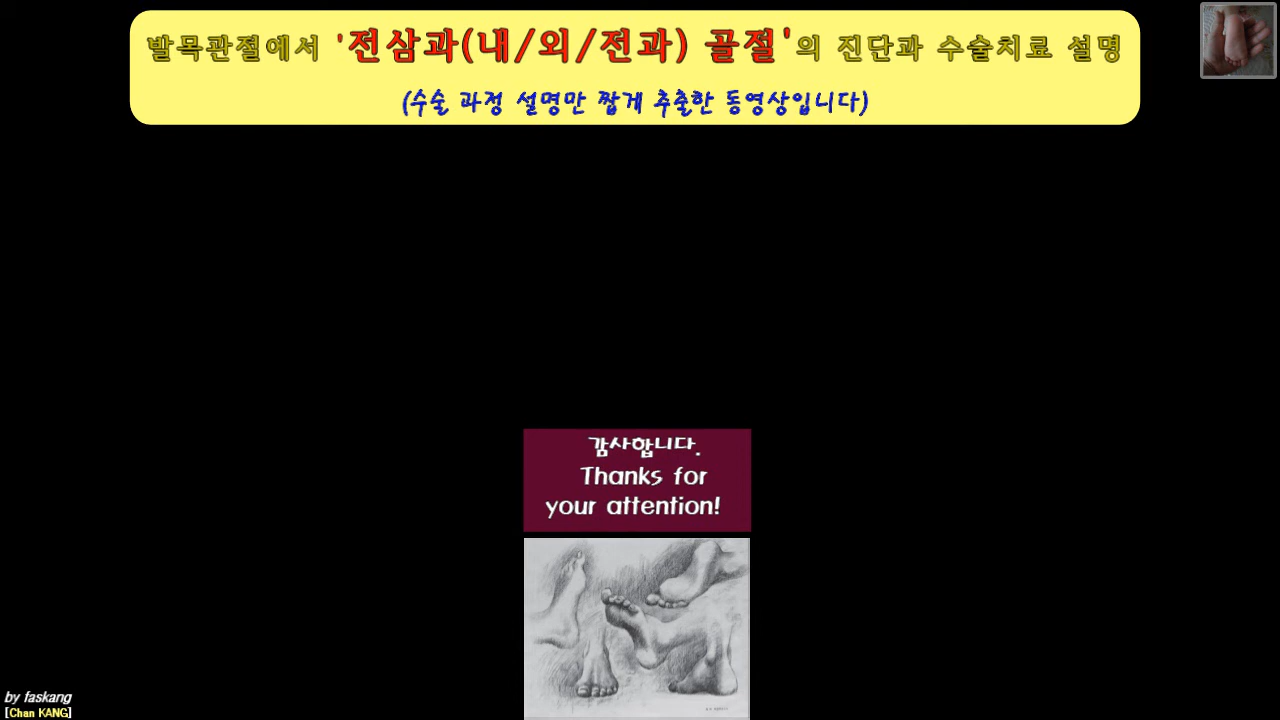 발목관절에서 '전삼과(내/외/전과) 골절'의 진단과 수술치료 설명
(수술 과정 설명만 짧게 추출한 동영상입니다)
감사합니다.
Thanks for
your attention!
by faskang
[Chan KANG]